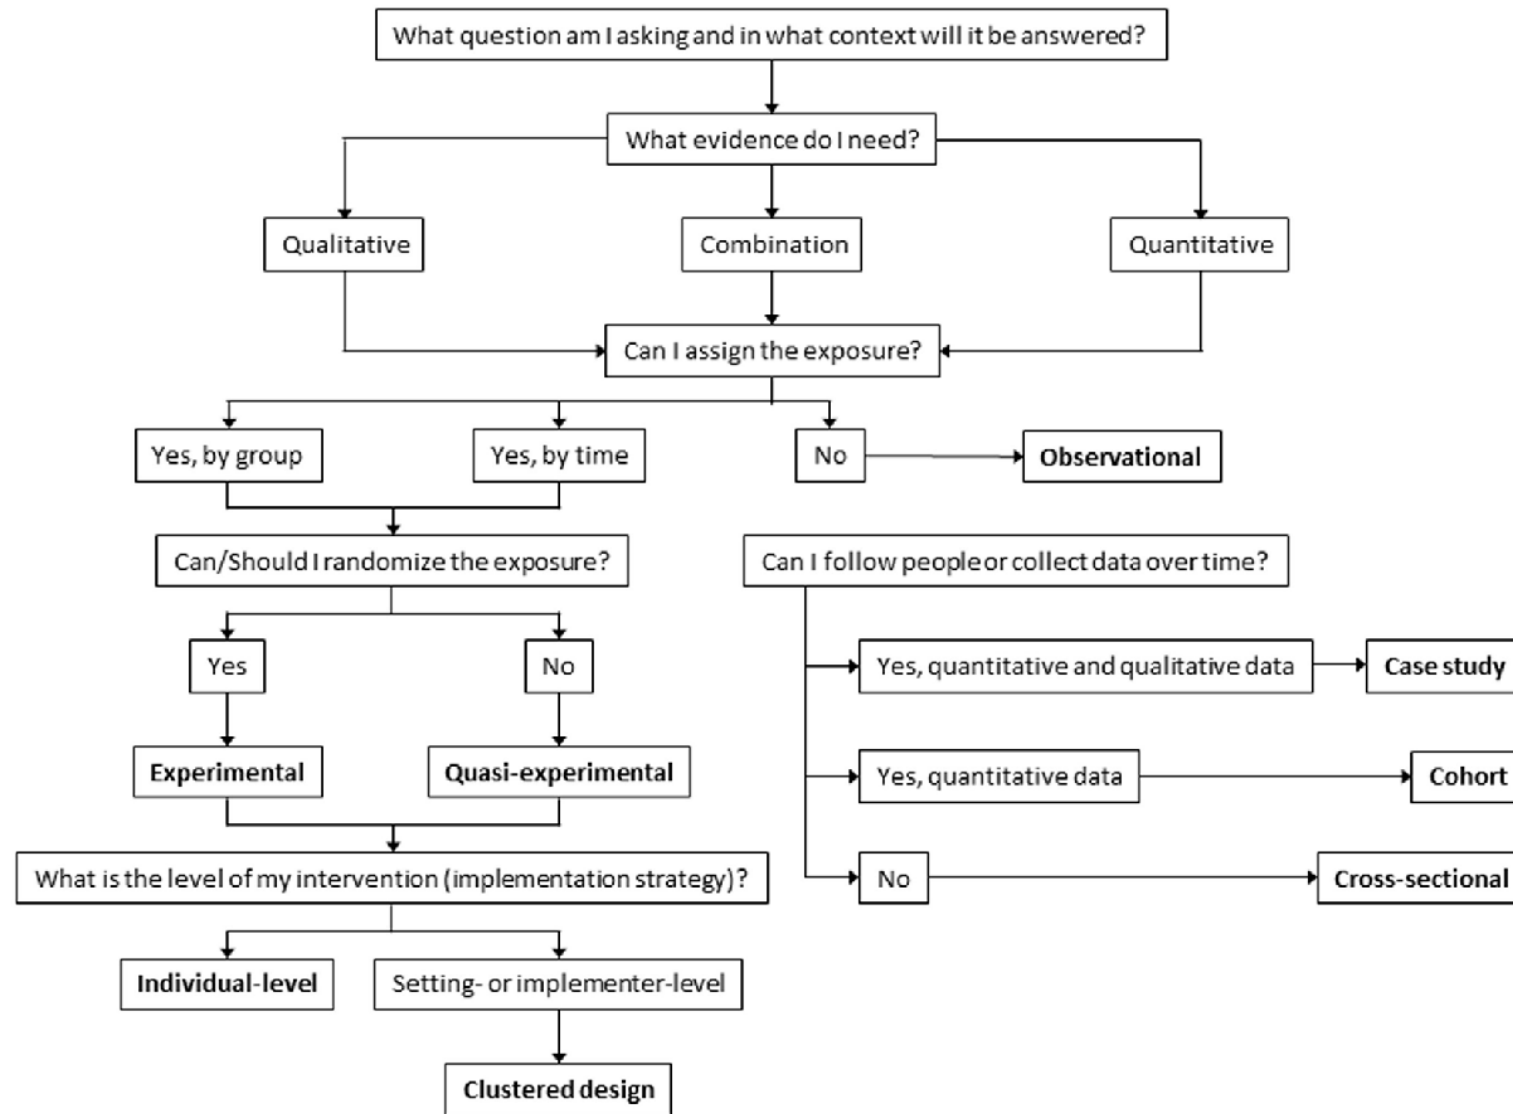 What question am I asking and in what context will it be answered?
What evidence do I need?
Qualitative
Combination
Quantitative
Can I assign the exposure?
Yes, by group
Yes, by time
No
Observational
Can/Should I randomize the exposure?
Can I follow people or collect data over time?
Yes
No
Yes, quantitative and qualitative data
Case study
Experimental
Quasi-experimental
Yes, quantitative data
Cohort
What is the level of my intervention (implementation strategy)?
No
Cross-sectional
Individual-level
Setting- or implementer-level
Clustered design